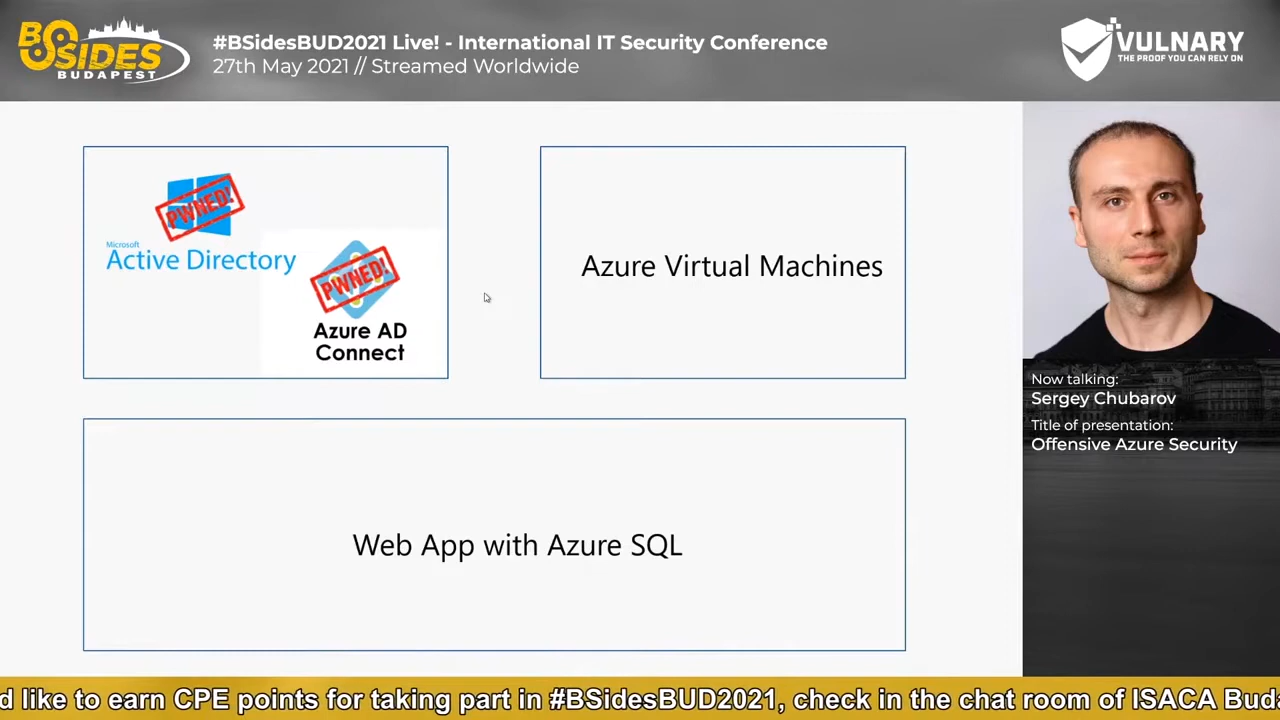 BSIDES
BUDAPEST
#BSidesBUD2021 Live! - International IT Security Conference
27th May 2021 // Streamed Worldwide
VULNARY
THE PROOF YOU CAN RELY ON
PWNED!
Microsoft
Active Directory
PWNED!
Azure AD
Connect
Azure Virtual Machines
Web App with Azure SQL
Now talking:
Sergey Chubarov
Title of presentation:
Offensive Azure Security
d like to earn CPE points for taking part in #BSidesBUD2021, check in the chat room of ISACA Buda